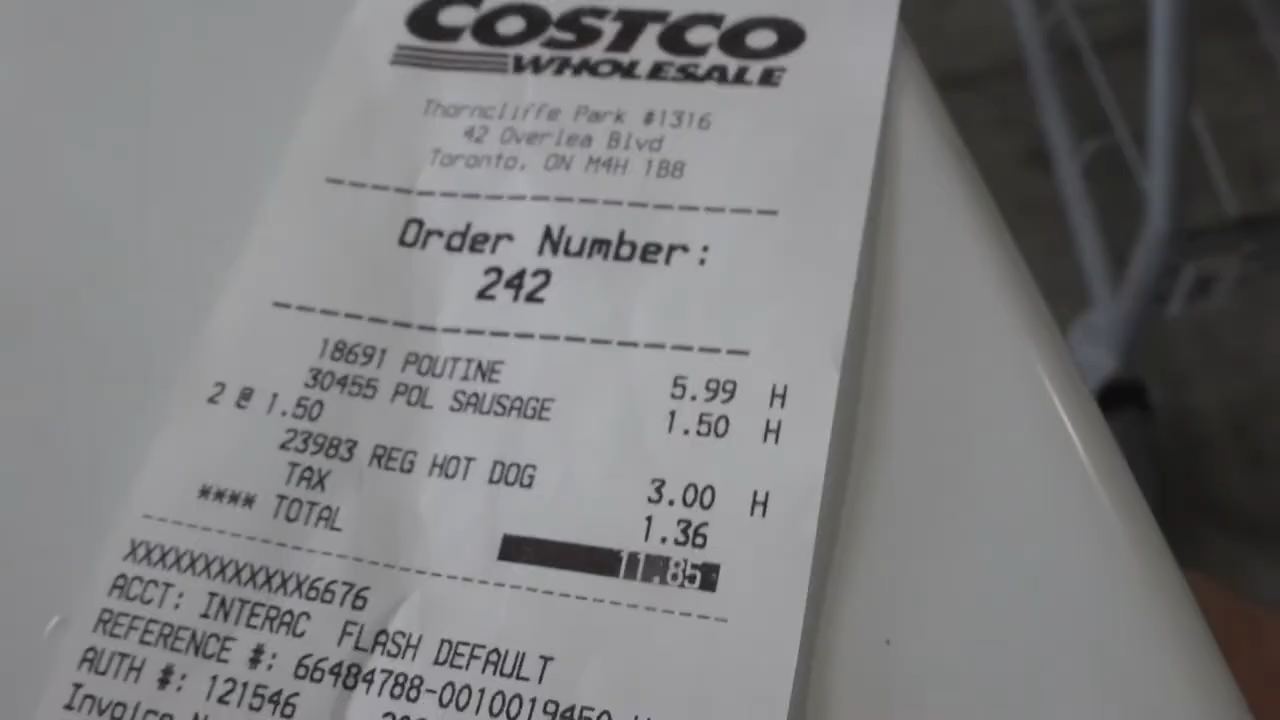 COSTCO
WHOLESALE
Thorncliffe Park #1316
42 Overlea Blvd
Toronto, ON M4H 1B8
Order Number:
242
18691 POUTINE 5.99 H
30455 POL SAUSAGE 1.50 H
2 @ 1.50
23983 REG HOT DOG 3.00 H
TAX 1.36
**** TOTAL 11.85
XXXXXXXXXXXX6676
ACCT: INTERAC FLASH DEFAULT
REFERENCE #: 66484788-0010019450
AUTH #: 121546
Invoice